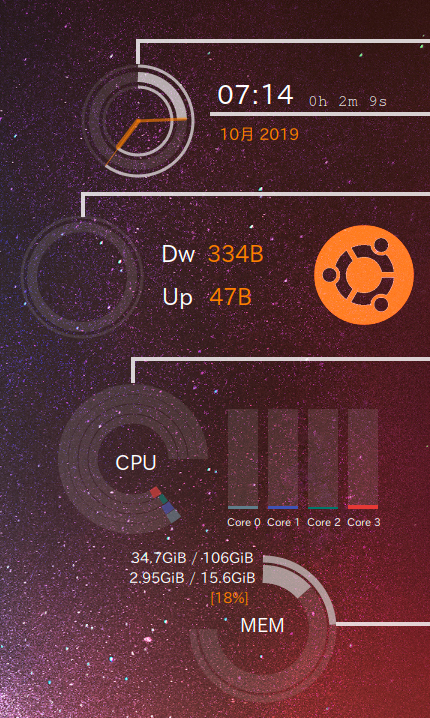 07:14 0h 2m 9s
10月 2019
Dw 334B
Up 47B
CPU
Core 0 Core 1 Core 2 Core 3
34.7GiB / 106GiB
2.95GiB / 15.6GiB
[18%]
MEM